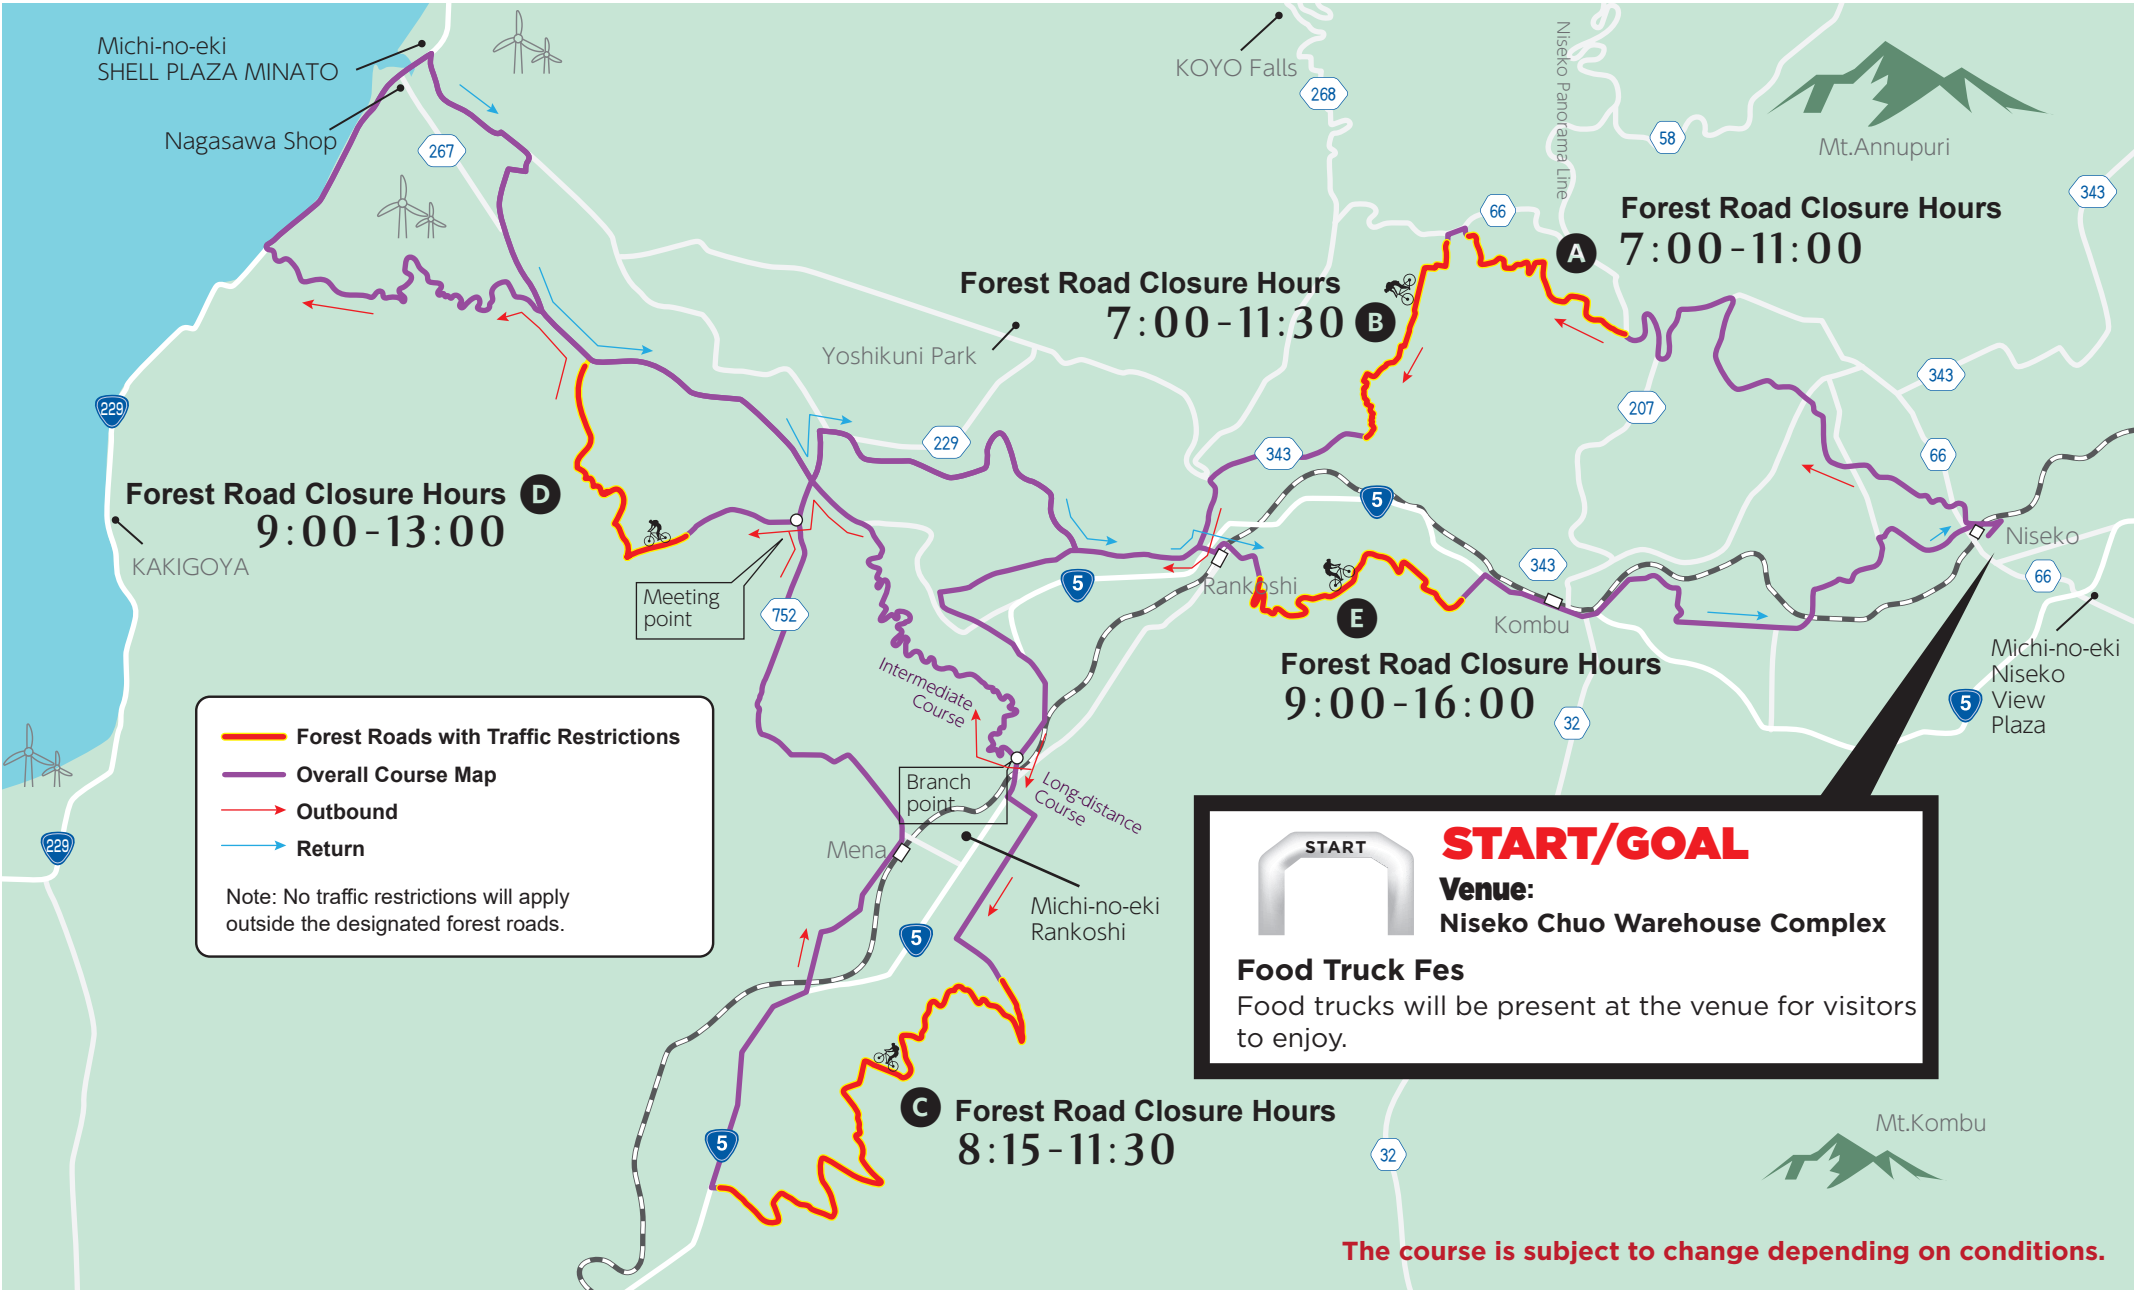 Michi-no-eki
SHELL PLAZA MINATO
Nagasawa Shop
267
KOYO Falls
268
Niseko Panorama Line
58
Mt.Annupuri
343
66
A
Forest Road Closure Hours
7:00-11:00
Forest Road Closure Hours
7:00-11:30
B
Yoshikuni Park
229
343
207
343
66
229
5
Forest Road Closure Hours
9:00-13:00
D
KAKIGOYA
Meeting
point
752
5
Rankoshi
343
Kombu
Niseko
66
E
Forest Road Closure Hours
9:00-16:00
32
Michi-no-eki
Niseko
View
Plaza
5
Intermediate
Course
Branch
point
Long-distance
Course
Mena
Michi-no-eki
Rankoshi
5
229
Forest Roads with Traffic Restrictions
Overall Course Map
Outbound
Return
Note: No traffic restrictions will apply
outside the designated forest roads.
START
START/GOAL
Venue:
Niseko Chuo Warehouse Complex
Food Truck Fes
Food trucks will be present at the venue for visitors
to enjoy.
C
Forest Road Closure Hours
8:15-11:30
5
32
Mt.Kombu
The course is subject to change depending on conditions.